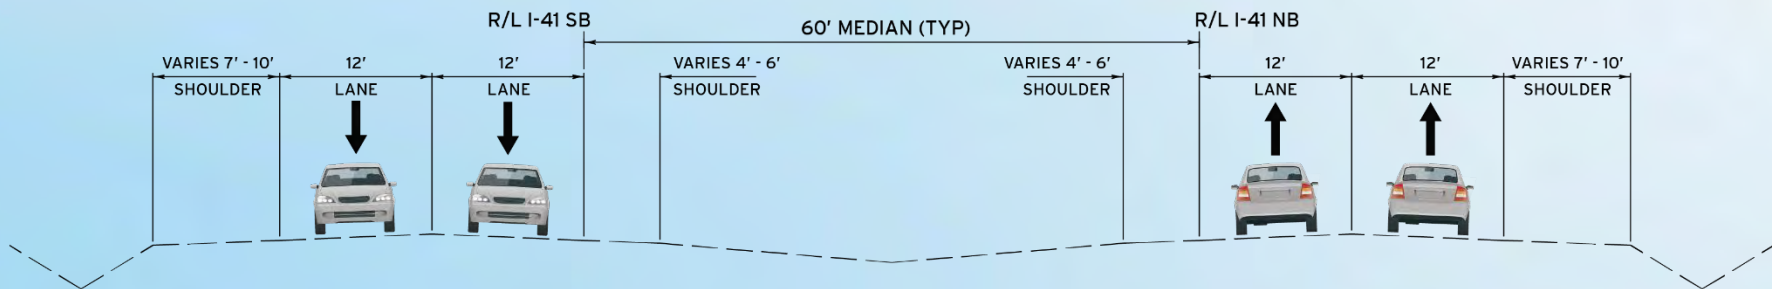 R/L I-41 SB
60' MEDIAN (TYP)
R/L I-41 NB
VARIES 7' - 10'
SHOULDER
12'
LANE
12'
LANE
VARIES 4' - 6'
SHOULDER
VARIES 4' - 6'
SHOULDER
12'
LANE
12'
LANE
VARIES 7' - 10'
SHOULDER